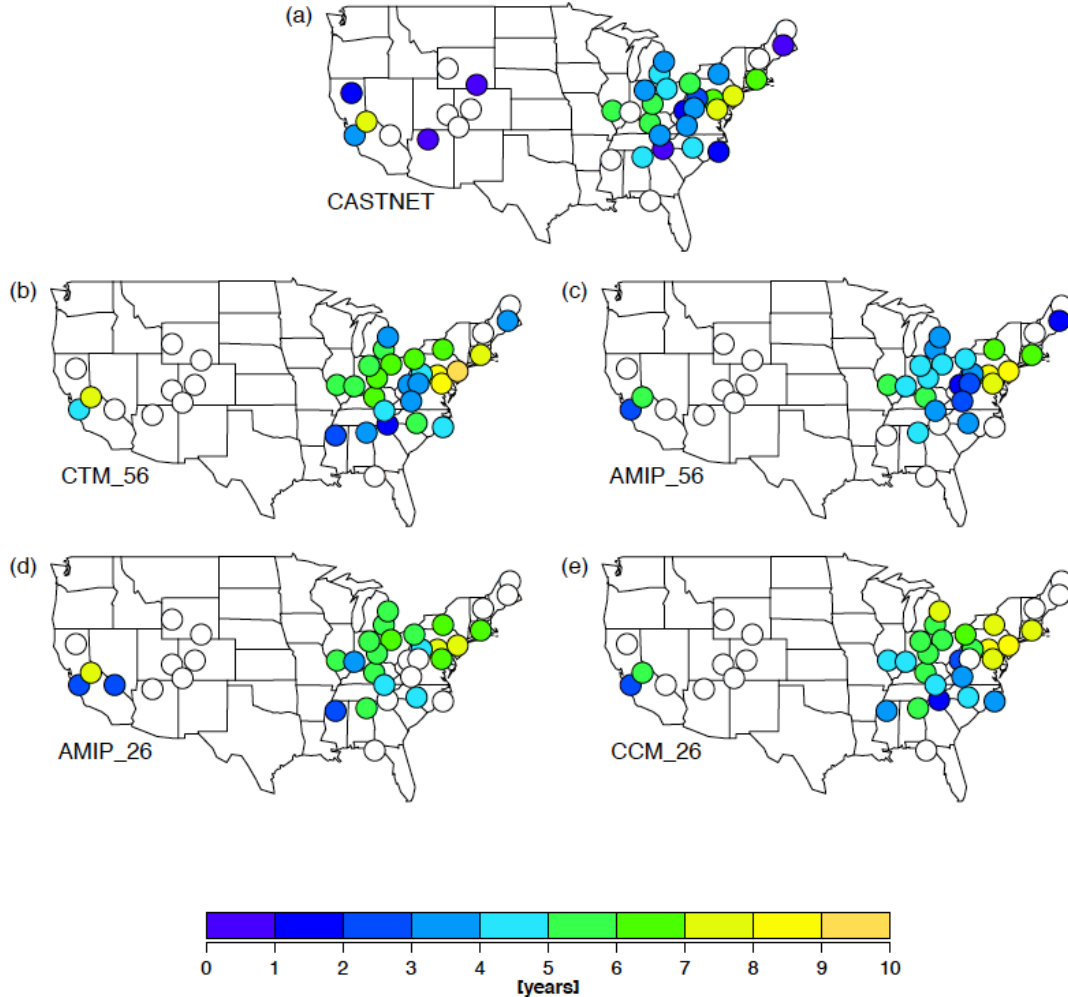 (a)
CASTNET
(b) (c)
CTM_56 AMIP_56
(d) (e)
AMIP_26 CCM_26
0 1 2 3 4 5 6 7 8 9 10
[years]